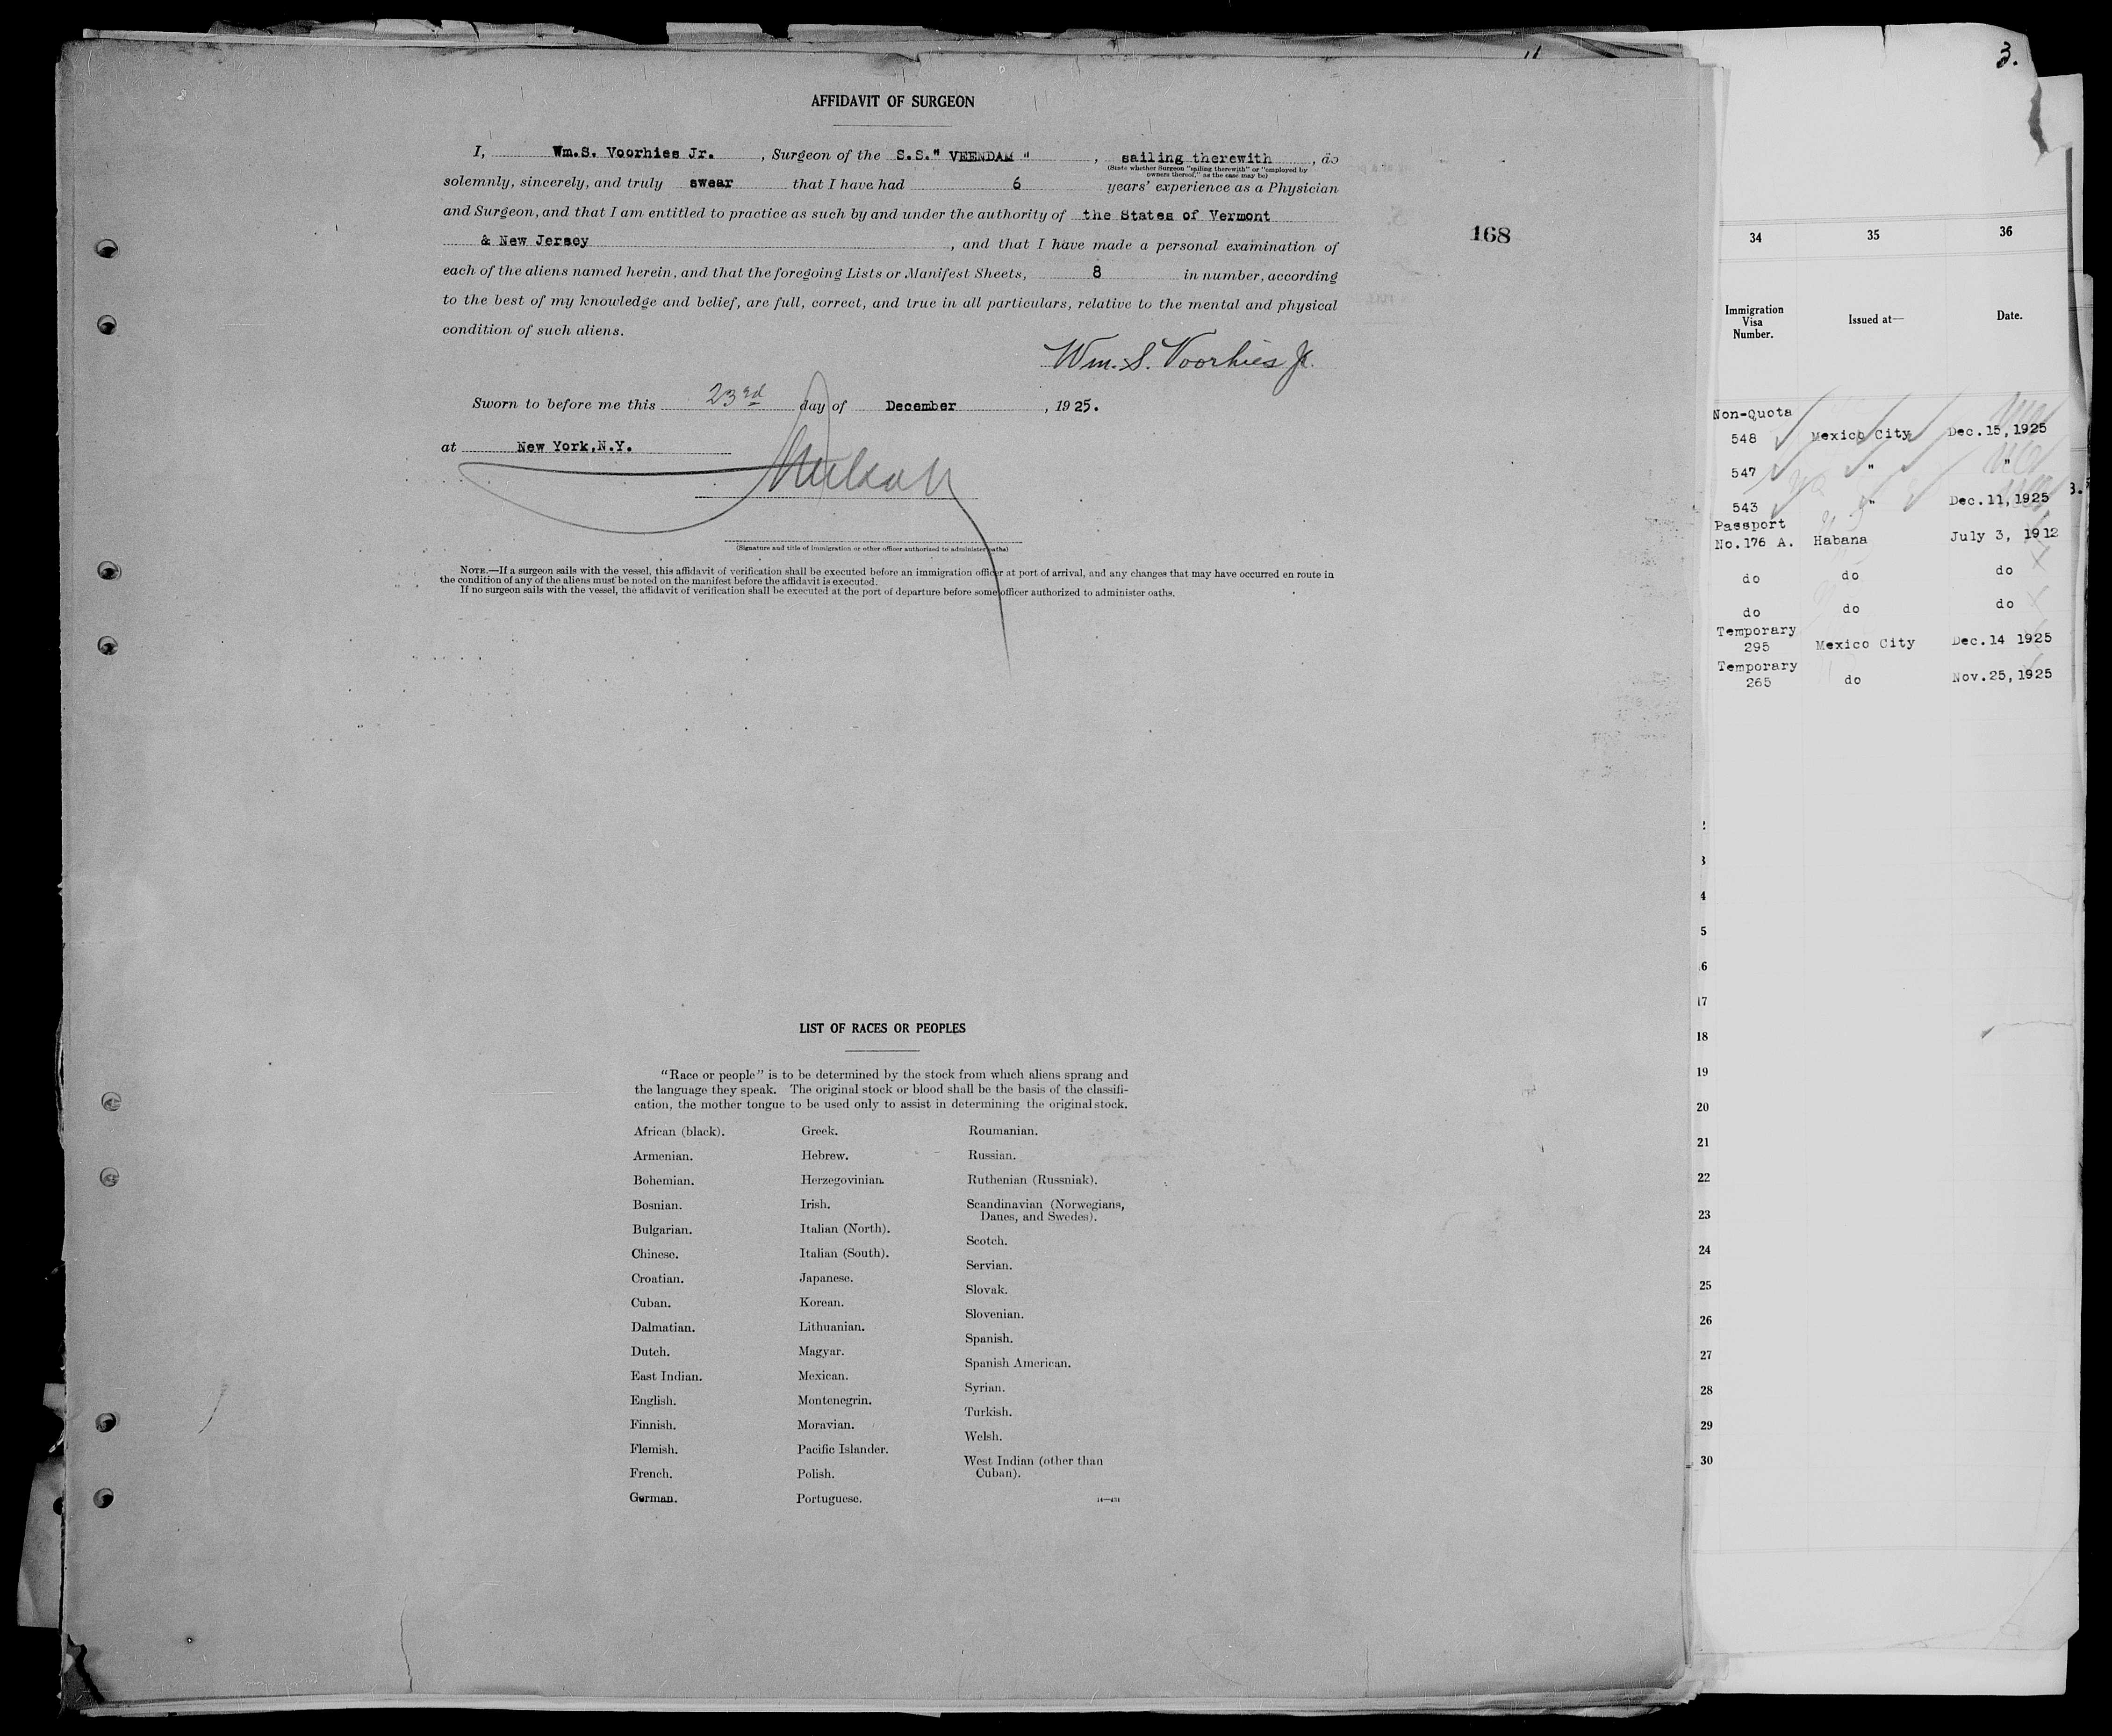 AFFIDAVIT OF SURGEON
I, Wm.S. Voorhies Jr. , Surgeon of the S.S." VEENDAM " , sailing therewith , do
(State whether Surgeon "sailing therewith" or "employed by
owners thereof," as the case may be)
solemnly, sincerely, and truly swear that I have had 6 years' experience as a Physician
and Surgeon, and that I am entitled to practice as such by and under the authority of the States of Vermont
& New Jersey , and that I have made a personal examination of
each of the aliens named herein, and that the foregoing Lists or Manifest Sheets, 8 in number, according
to the best of my knowledge and belief, are full, correct, and true in all particulars, relative to the mental and physical
condition of such aliens.
Wm. S. Voorhies Jr.
Sworn to before me this 23rd day of December , 1925.
at New York,N.Y.
(Signature and title of immigration or other officer authorized to administer oaths)
NOTE.—If a surgeon sails with the vessel, this affidavit of verification shall be executed before an immigration officer at port of arrival, and any changes that may have occurred en route in
the condition of any of the aliens must be noted on the manifest before the affidavit is executed.
If no surgeon sails with the vessel, the affidavit of verification shall be executed at the port of departure before some officer authorized to administer oaths.
168
LIST OF RACES OR PEOPLES
"Race or people" is to be determined by the stock from which aliens sprang and
the language they speak. The original stock or blood shall be the basis of the classifi-
cation, the mother tongue to be used only to assist in determining the original stock.
African (black).
Armenian.
Bohemian.
Bosnian.
Bulgarian.
Chinese.
Croatian.
Cuban.
Dalmatian.
Dutch.
East Indian.
English.
Finnish.
Flemish.
French.
German.
Greek.
Hebrew.
Herzegovinian.
Irish.
Italian (North).
Italian (South).
Japanese.
Korean.
Lithuanian.
Magyar.
Mexican.
Montenegrin.
Moravian.
Pacific Islander.
Polish.
Portuguese.
Roumanian.
Russian.
Ruthenian (Russniak).
Scandinavian (Norwegians,
Danes, and Swedes).
Scotch.
Servian.
Slovak.
Slovenian.
Spanish.
Spanish American.
Syrian.
Turkish.
Welsh.
West Indian (other than
Cuban).
3.
34 35 36
Immigration
Visa
Number.
Issued at—
Date.
Non-Quota
548 Mexico City Dec.15,1925
547 " "
543 " Dec.11,1925
Passport
No.176 A. Habana July 3, 1912
do do do
do do do
Temporary
295 Mexico City Dec.14 1925
Temporary
265 do Nov.25,1925
4
5
6
17
18
19
20
21
22
23
24
25
26
27
28
29
30